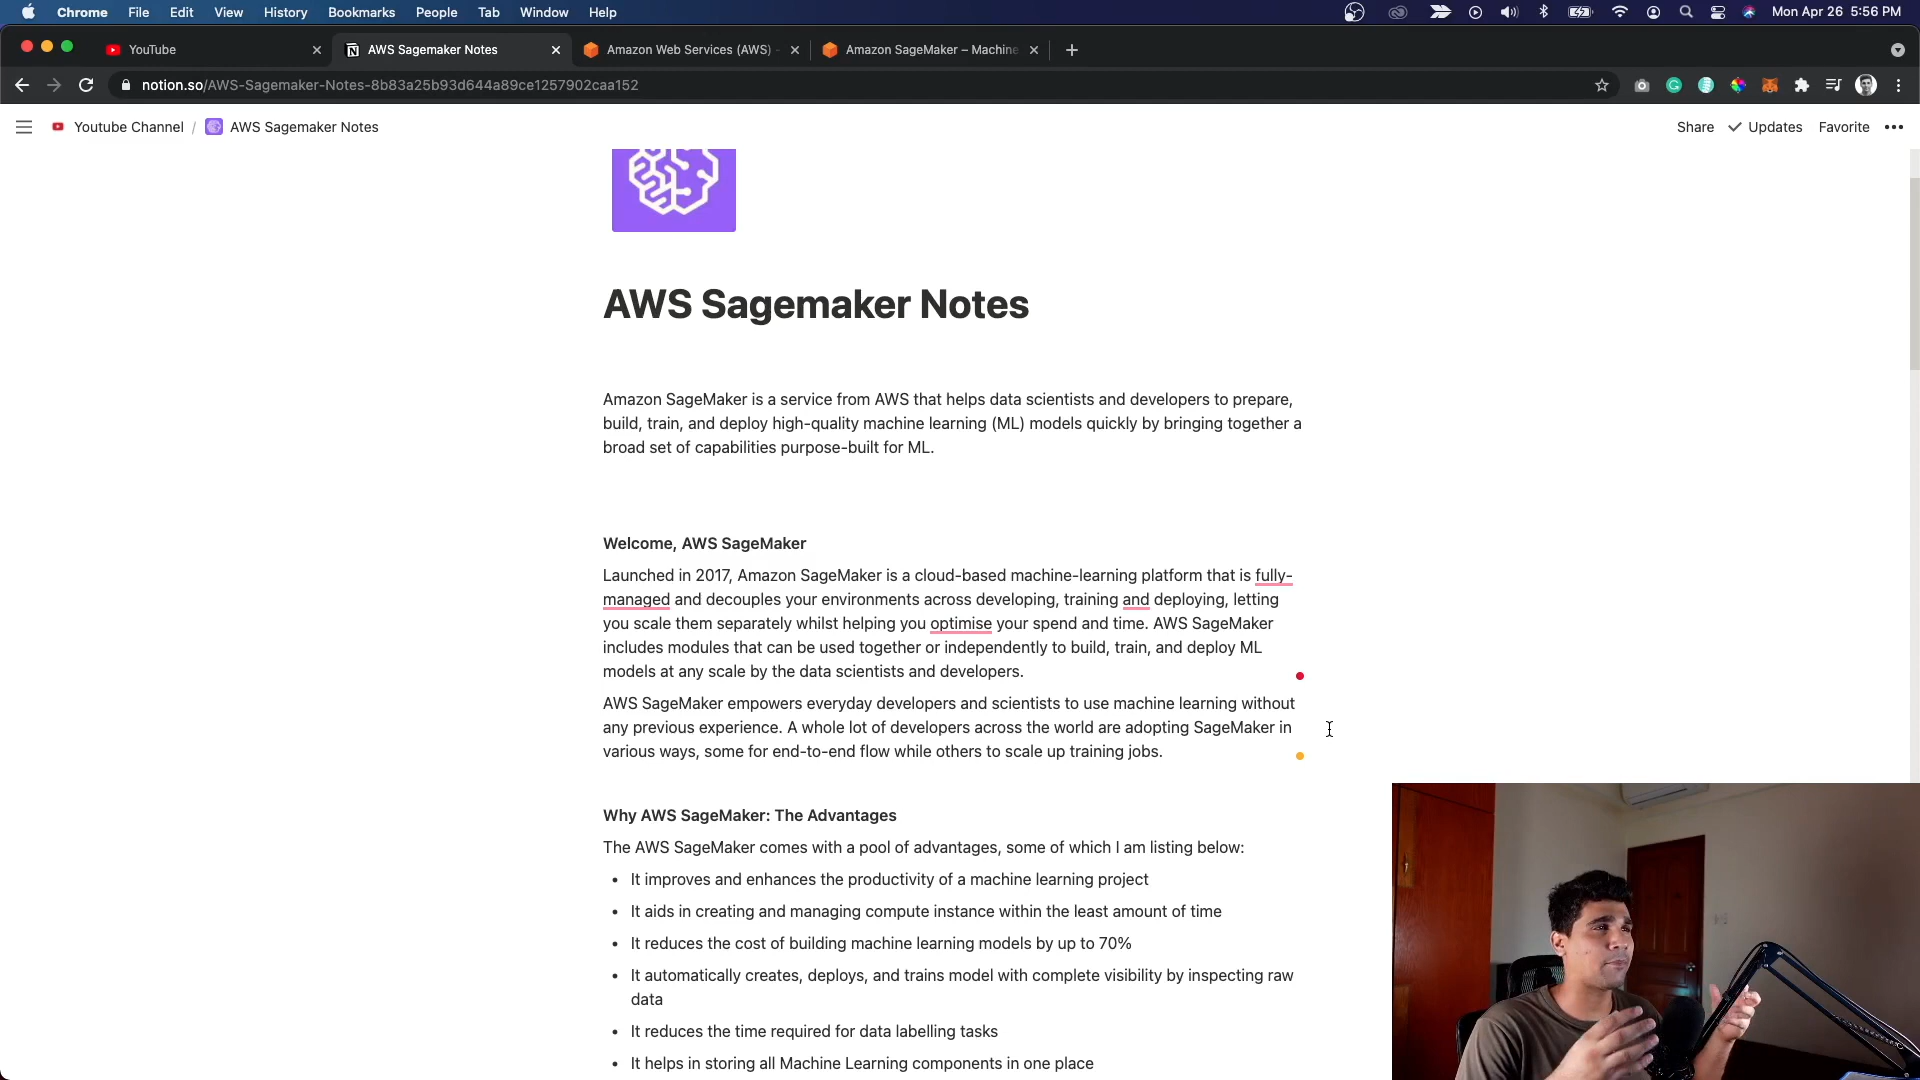 Chrome File Edit View History Bookmarks People Tab Window Help Mon Apr 26 5:56 PM
YouTube AWS Sagemaker Notes Amazon Web Services (AWS) - Amazon SageMaker – Machine
notion.so/AWS-Sagemaker-Notes-8b83a25b93d644a89ce1257902caa152
Youtube Channel / AWS Sagemaker Notes Share Updates Favorite
AWS Sagemaker Notes
Amazon SageMaker is a service from AWS that helps data scientists and developers to prepare,
build, train, and deploy high-quality machine learning (ML) models quickly by bringing together a
broad set of capabilities purpose-built for ML.
Welcome, AWS SageMaker
Launched in 2017, Amazon SageMaker is a cloud-based machine-learning platform that is fully-
managed and decouples your environments across developing, training and deploying, letting
you scale them separately whilst helping you optimise your spend and time. AWS SageMaker
includes modules that can be used together or independently to build, train, and deploy ML
models at any scale by the data scientists and developers.
AWS SageMaker empowers everyday developers and scientists to use machine learning without
any previous experience. A whole lot of developers across the world are adopting SageMaker in
various ways, some for end-to-end flow while others to scale up training jobs.
Why AWS SageMaker: The Advantages
The AWS SageMaker comes with a pool of advantages, some of which I am listing below:
• It improves and enhances the productivity of a machine learning project
• It aids in creating and managing compute instance within the least amount of time
• It reduces the cost of building machine learning models by up to 70%
• It automatically creates, deploys, and trains model with complete visibility by inspecting raw
data
• It reduces the time required for data labelling tasks
• It helps in storing all Machine Learning components in one place